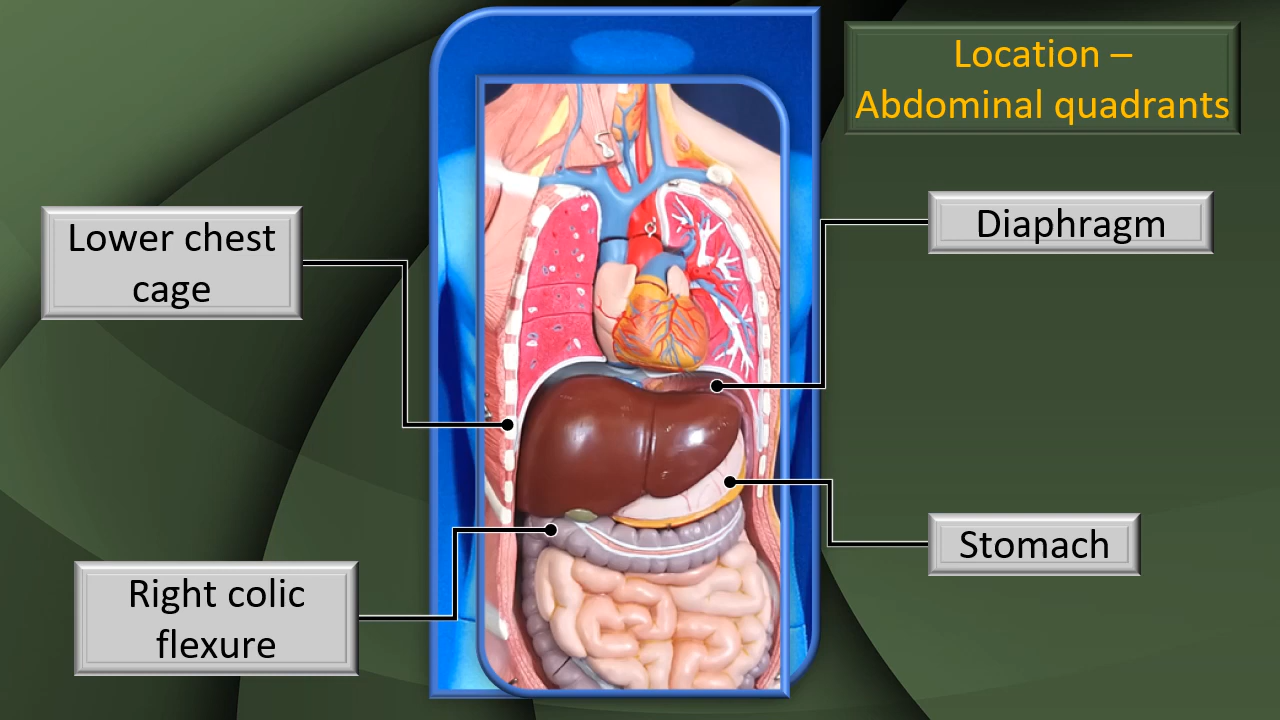 Location –
Abdominal quadrants
Lower chest
cage
Diaphragm
Stomach
Right colic
flexure